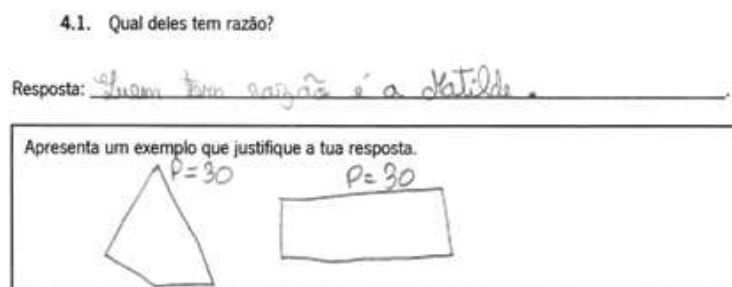 4.1. Qual deles tem razão?
Resposta: Quem tem razão é a Matilde.
Apresenta um exemplo que justifique a tua resposta.
P=30 P=30